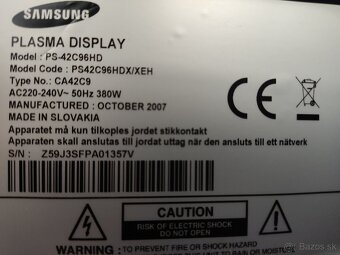 SAMSUNG
PLASMA DISPLAY
Model : PS-42C96HD
Model Code : PS42C96HDX/XEH
Type No. : CA42C9
AC220-240V~ 50Hz 380W
MANUFACTURED : OCTOBER 2007
MADE IN SLOVAKIA
Apparatet må kun tilkoples jordet stikkontakt
Apparaten skall anslutas till jordat uttag när den ansluts till ett nätverk
S/N : Z59J3SFPA01357V
CAUTION
RISK OF ELECTRIC SHOCK
DO NOT OPEN
WARNING : TO PREVENT FIRE OR SHOCK HAZARD
bazos.sk